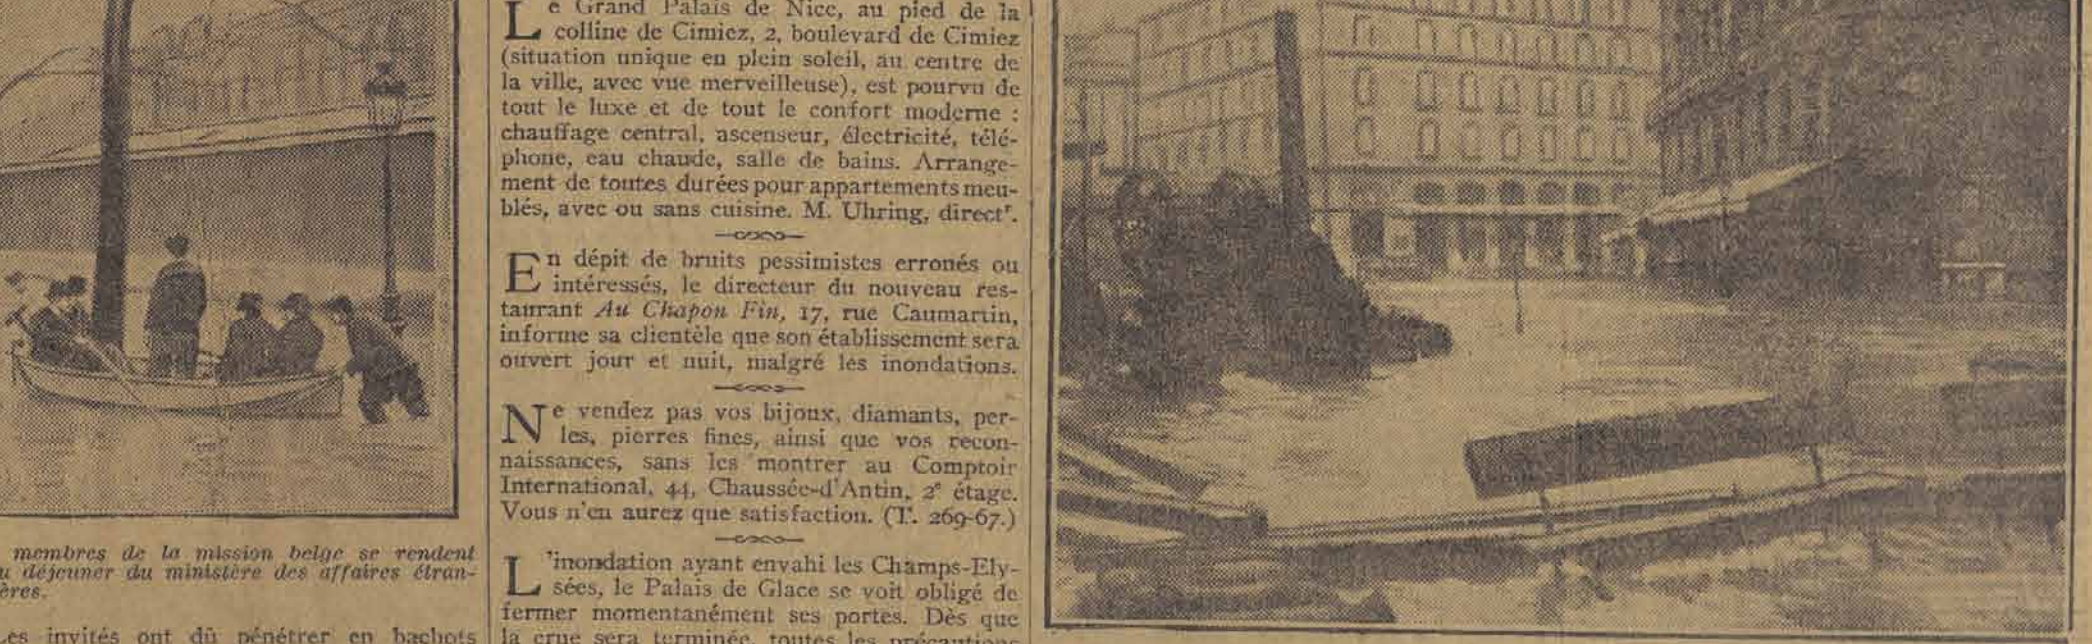 membres de la mission belge se rendent
u déjeuner du ministère des affaires étran-
ères.
Les invités ont dû pénétrer en bachots
Le Grand Palais de Nice, au pied de la
colline de Cimiez, 2, boulevard de Cimiez
(situation unique en plein soleil, au centre de
la ville, avec vue merveilleuse), est pourvu de
tout le luxe et de tout le confort moderne :
chauffage central, ascenseur, électricité, télé-
phone, eau chaude, salle de bains. Arrange-
ment de toutes durées pour appartements meu-
blés, avec ou sans cuisine. M. Uhring, directr.
En dépit de bruits pessimistes erronés ou
intéressés, le directeur du nouveau res-
taurant Au Chapon Fin, 17, rue Caumartin,
informe sa clientèle que son établissement sera
ouvert jour et nuit, malgré les inondations.
Ne vendez pas vos bijoux, diamants, per-
les, pierres fines, ainsi que vos recon-
naissances, sans les montrer au Comptoir
International, 44, Chaussée-d'Antin, 2e étage.
Vous n'en aurez que satisfaction. (T. 269-67.)
L'inondation ayant envahi les Champs-Ely-
sées, le Palais de Glace se voit obligé de
fermer momentanément ses portes. Dès que
la crue sera terminée, toutes les précautions